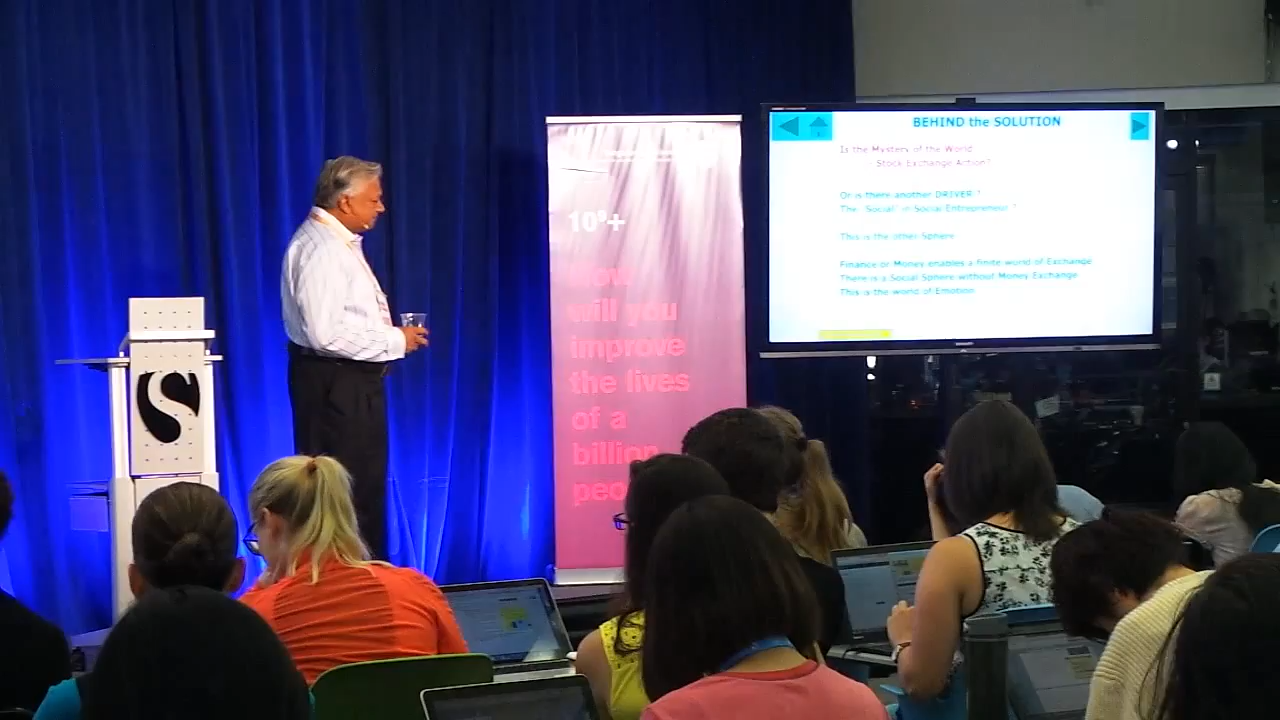 10⁹+
will you
improve
the lives
of a
billion
BEHIND the SOLUTION
Is the Mystery of the World
- Stock Exchange Action?
Or is there another DRIVER ?
The 'Social' in Social Entrepreneur ?
This is the other Sphere
Finance or Money enables a finite world of Exchange
There is a Social Sphere without Money Exchange
This is the world of Emotion
S